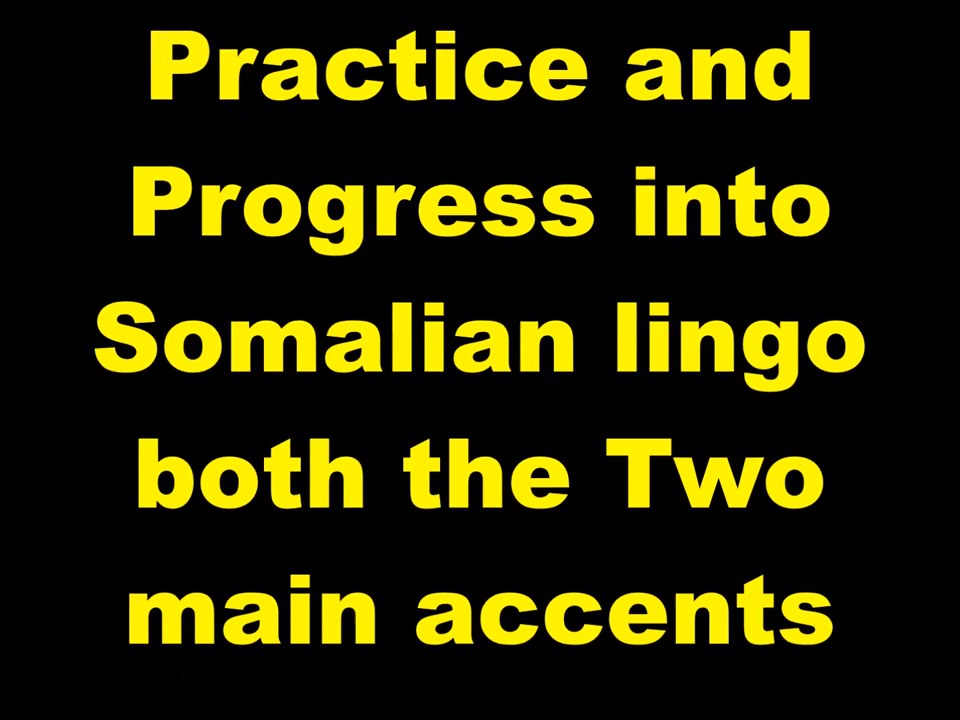 Practice and
Progress into
Somalian lingo
both the Two
main accents